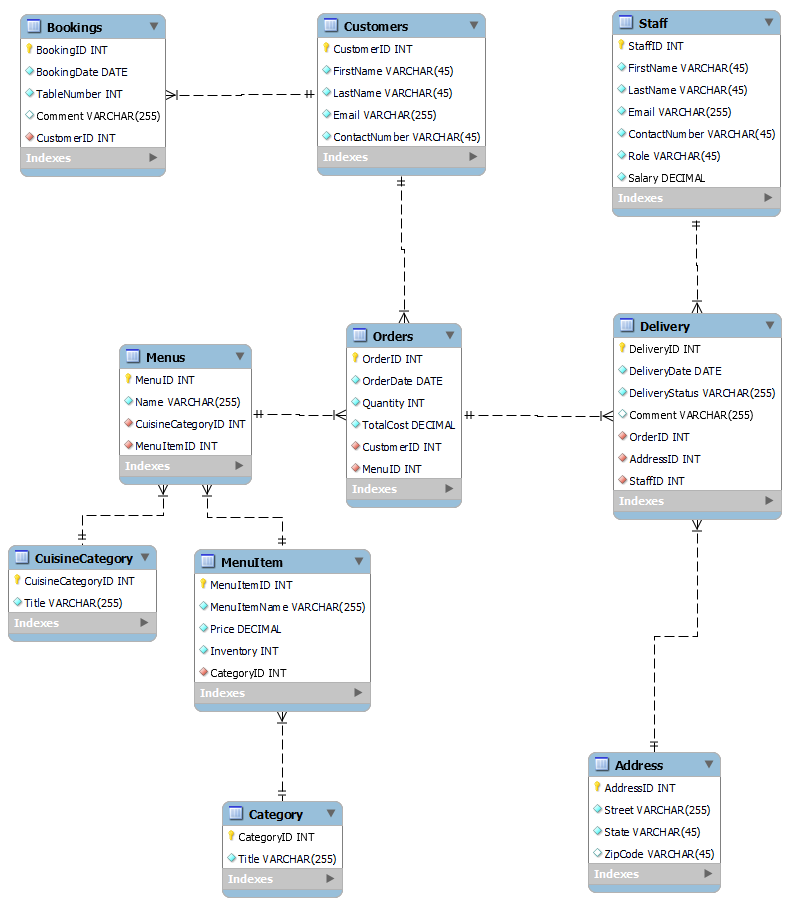 Bookings
BookingID INT
BookingDate DATE
TableNumber INT
Comment VARCHAR(255)
CustomerID INT
Indexes
Customers
CustomerID INT
FirstName VARCHAR(45)
LastName VARCHAR(45)
Email VARCHAR(255)
ContactNumber VARCHAR(45)
Indexes
Staff
StaffID INT
FirstName VARCHAR(45)
LastName VARCHAR(45)
Email VARCHAR(255)
ContactNumber VARCHAR(45)
Role VARCHAR(45)
Salary DECIMAL
Indexes
Menus
MenuID INT
Name VARCHAR(255)
CuisineCategoryID INT
MenuItemID INT
Indexes
Orders
OrderID INT
OrderDate DATE
Quantity INT
TotalCost DECIMAL
CustomerID INT
MenuID INT
Indexes
Delivery
DeliveryID INT
DeliveryDate DATE
DeliveryStatus VARCHAR(255)
Comment VARCHAR(255)
OrderID INT
AddressID INT
StaffID INT
Indexes
CuisineCategory
CuisineCategoryID INT
Title VARCHAR(255)
Indexes
MenuItem
MenuItemID INT
MenuItemName VARCHAR(255)
Price DECIMAL
Inventory INT
CategoryID INT
Indexes
Category
CategoryID INT
Title VARCHAR(255)
Indexes
Address
AddressID INT
Street VARCHAR(255)
State VARCHAR(45)
ZipCode VARCHAR(45)
Indexes